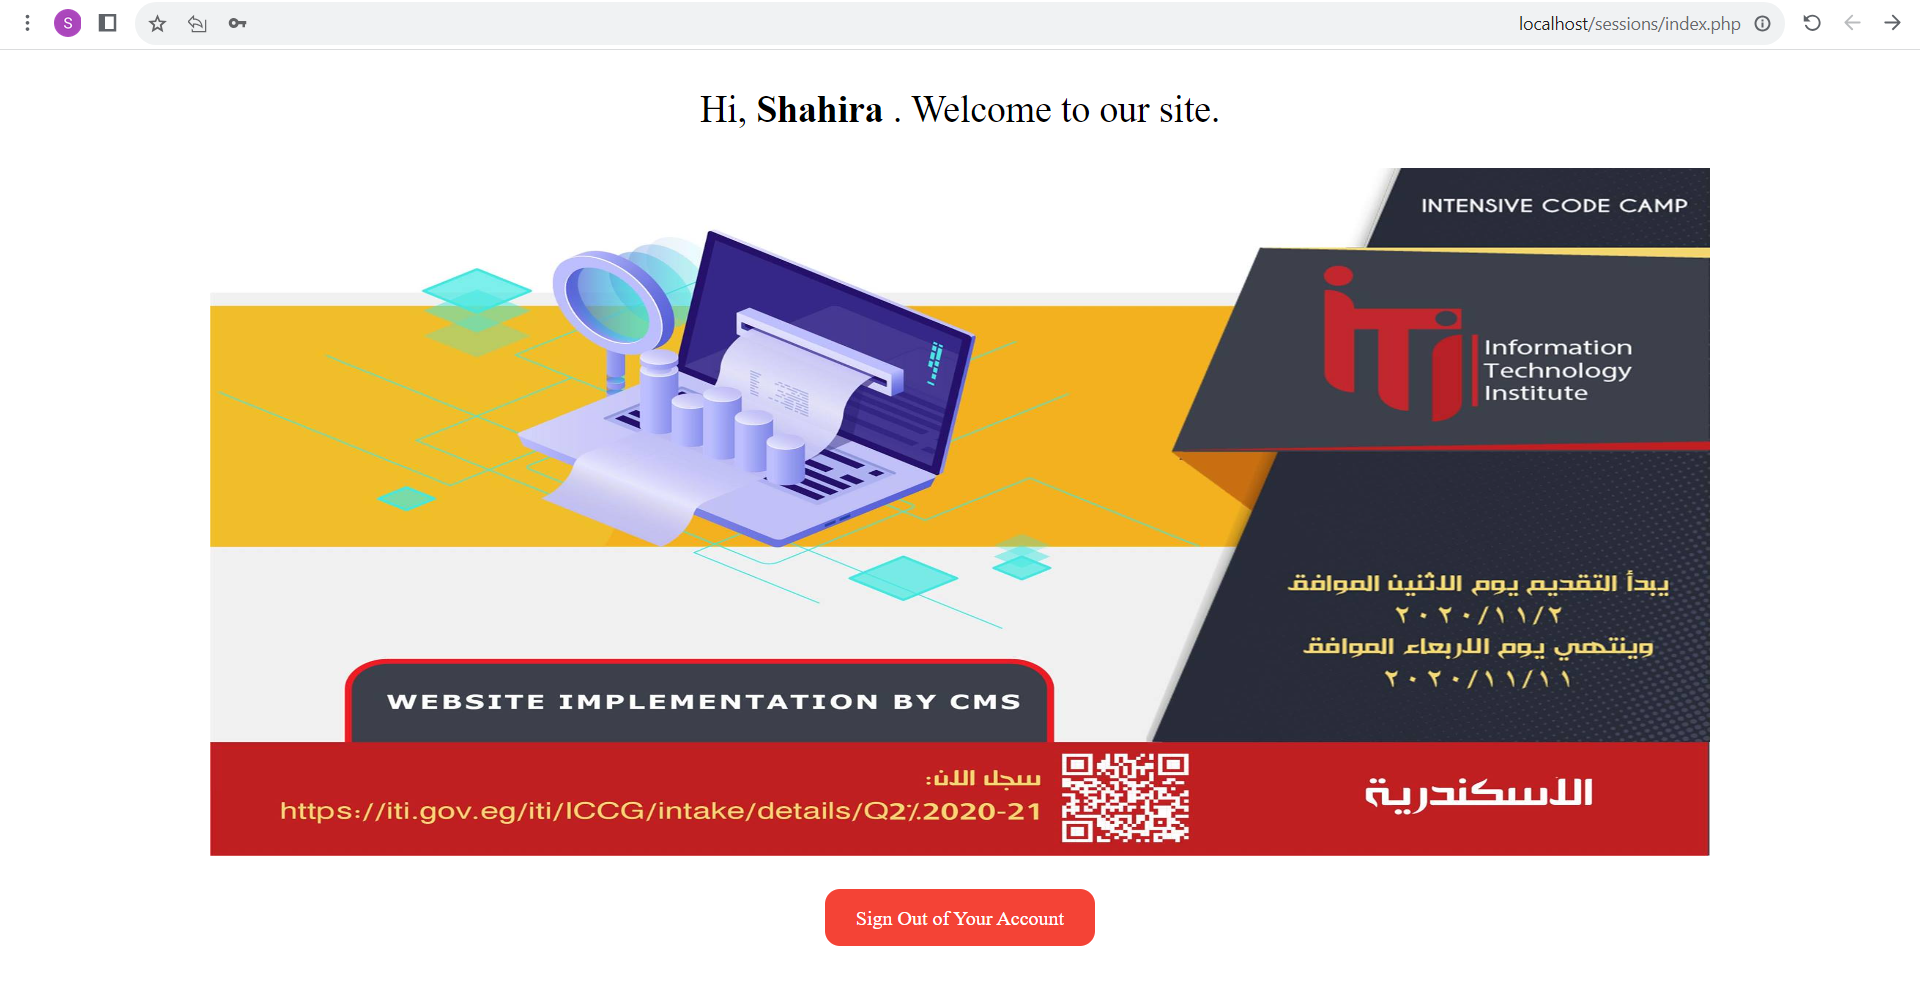 S
localhost/sessions/index.php
Hi, Shahira . Welcome to our site.
INTENSIVE CODE CAMP
iTi
Information
Technology
Institute
يبدأ التقديم يوم الاثنين الموافق
٢٠٢٠/١١/٢
وينتهي يوم الاربعاء الموافق
٢٠٢٠/١١/١١
WEBSITE IMPLEMENTATION BY CMS
سجل الان:
https://iti.gov.eg/iti/ICCG/intake/details/Q2٪2020-21
الأسكندرية
Sign Out of Your Account